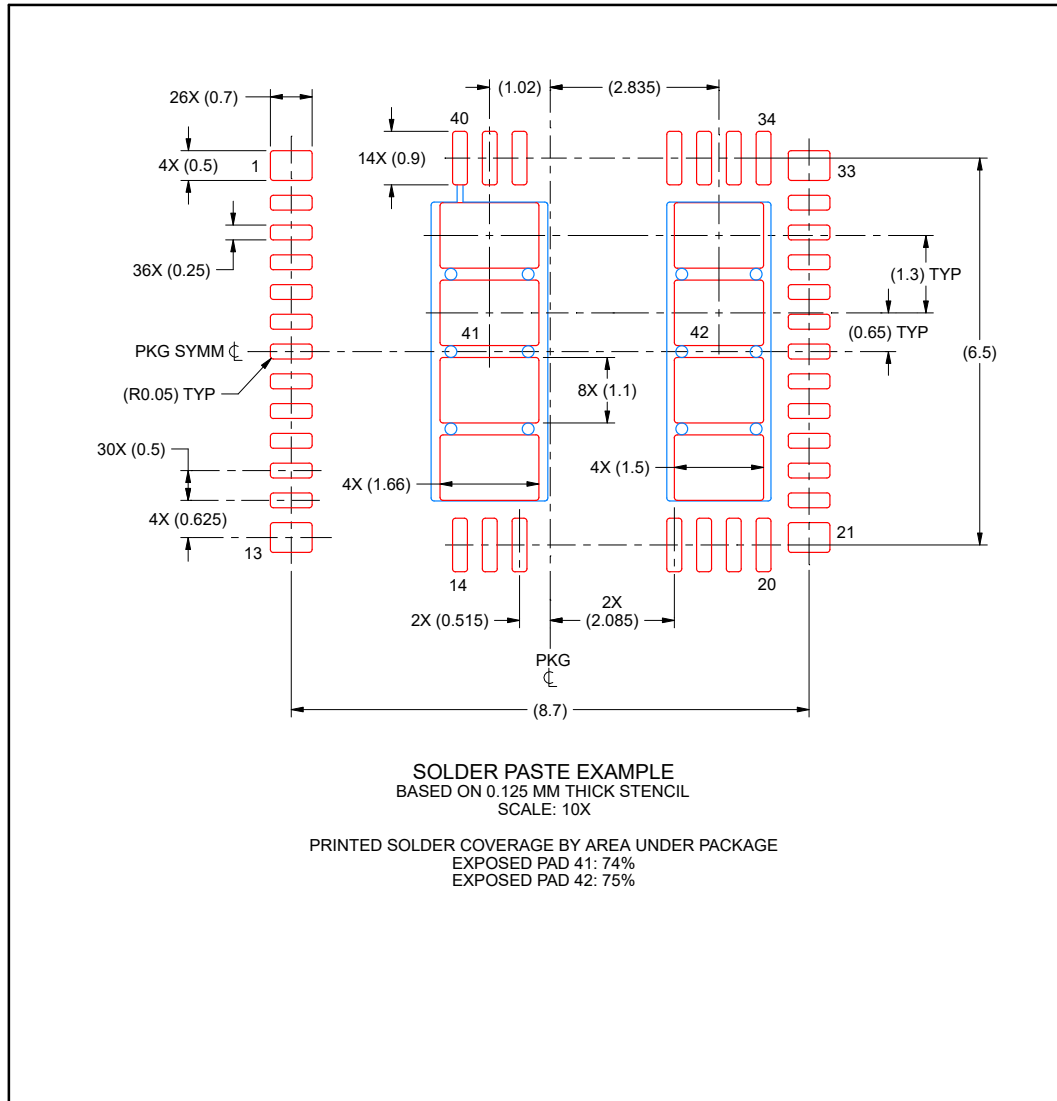 (1.02)
(2.835)
26X (0.7)
40
34
4X (0.5)
1
14X (0.9)
33
36X (0.25)
(1.3) TYP
(0.65) TYP
41
42
PKG SYMM ℄
(6.5)
(R0.05) TYP
8X (1.1)
30X (0.5)
4X (1.66)
4X (1.5)
4X (0.625)
13
21
14
20
2X (0.515)
2X
(2.085)
PKG
℄
(8.7)
SOLDER PASTE EXAMPLE
BASED ON 0.125 MM THICK STENCIL
SCALE: 10X
PRINTED SOLDER COVERAGE BY AREA UNDER PACKAGE
EXPOSED PAD 41: 74%
EXPOSED PAD 42: 75%